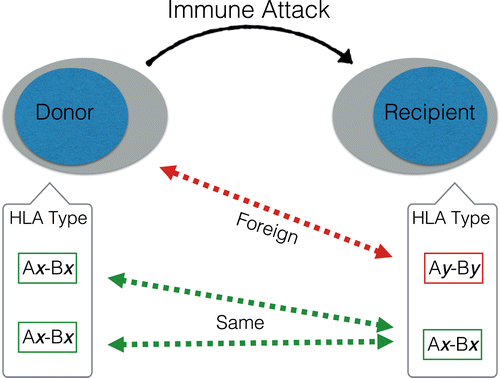 Immune Attack
Donor
Recipient
HLA Type
HLA Type
Foreign
Ax-Bx
Ay-By
Same
Ax-Bx
Ax-Bx